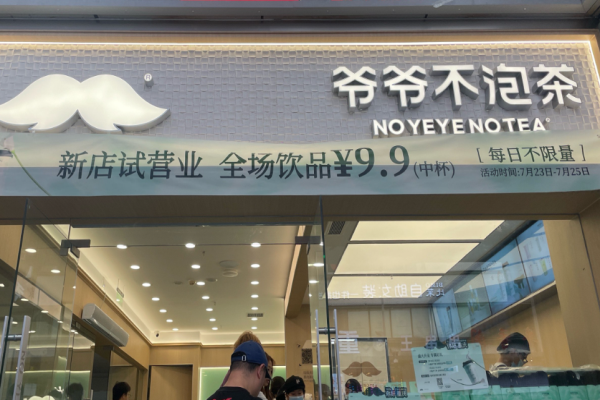 爷爷不泡茶
NOYEYENOTEA
新店试营业 全场饮品¥9.9(中杯)
[每日不限量]
活动时间:7月23日-7月25日